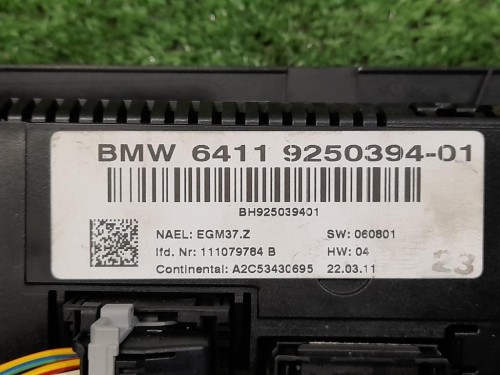 BMW 6411 9250394-01
BH925039401
NAEL: EGM37.Z SW: 060801
lfd. Nr: 111079784 B HW: 04
Continental: A2C53430695 22.03.11
23